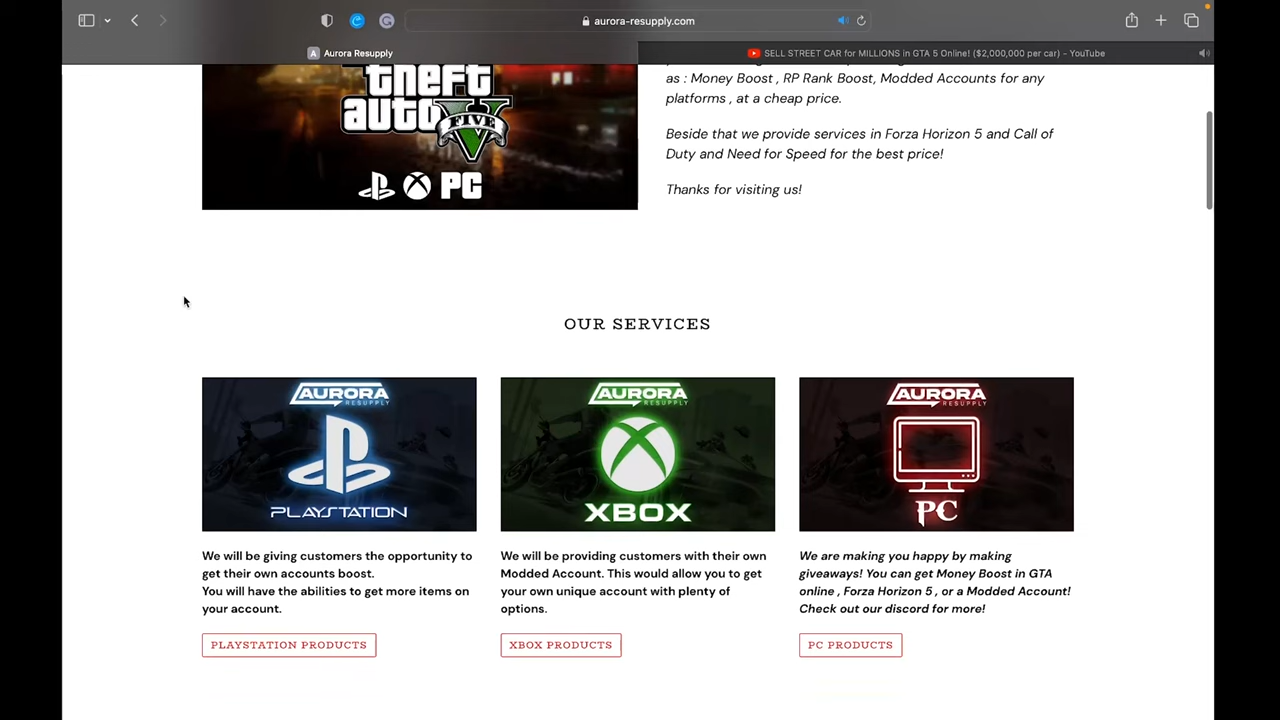 aurora-resupply.com
A Aurora Resupply
SELL STREET CAR for MILLIONS in GTA 5 Online! ($2,000,000 per car) - YouTube
theft
auto
FIVE
PC
as : Money Boost , RP Rank Boost, Modded Accounts for any
platforms , at a cheap price.
Beside that we provide services in Forza Horizon 5 and Call of
Duty and Need for Speed for the best price!
Thanks for visiting us!
OUR SERVICES
AURORA
RESUPPLY
PLAYSTATION
AURORA
RESUPPLY
XBOX
AURORA
RESUPPLY
PC
We will be giving customers the opportunity to
get their own accounts boost.
You will have the abilities to get more items on
your account.
PLAYSTATION PRODUCTS
We will be providing customers with their own
Modded Account. This would allow you to get
your own unique account with plenty of
options.
XBOX PRODUCTS
We are making you happy by making
giveaways! You can get Money Boost in GTA
online , Forza Horizon 5 , or a Modded Account!
Check out our discord for more!
PC PRODUCTS